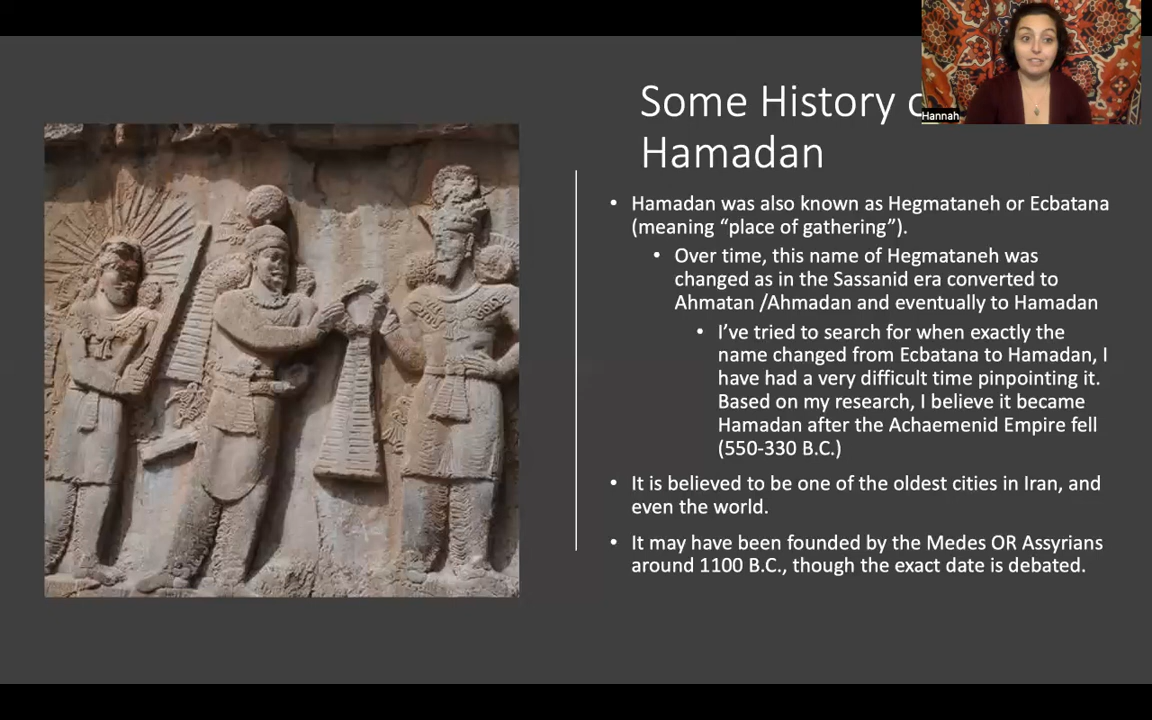 Some History
Hamadan
Hannah
• Hamadan was also known as Hegmataneh or Ecbatana
(meaning “place of gathering”).
• Over time, this name of Hegmataneh was
changed as in the Sassanid era converted to
Ahmatan /Ahmadan and eventually to Hamadan
• I’ve tried to search for when exactly the
name changed from Ecbatana to Hamadan, I
have had a very difficult time pinpointing it.
Based on my research, I believe it became
Hamadan after the Achaemenid Empire fell
(550-330 B.C.)
• It is believed to be one of the oldest cities in Iran, and
even the world.
• It may have been founded by the Medes OR Assyrians
around 1100 B.C., though the exact date is debated.